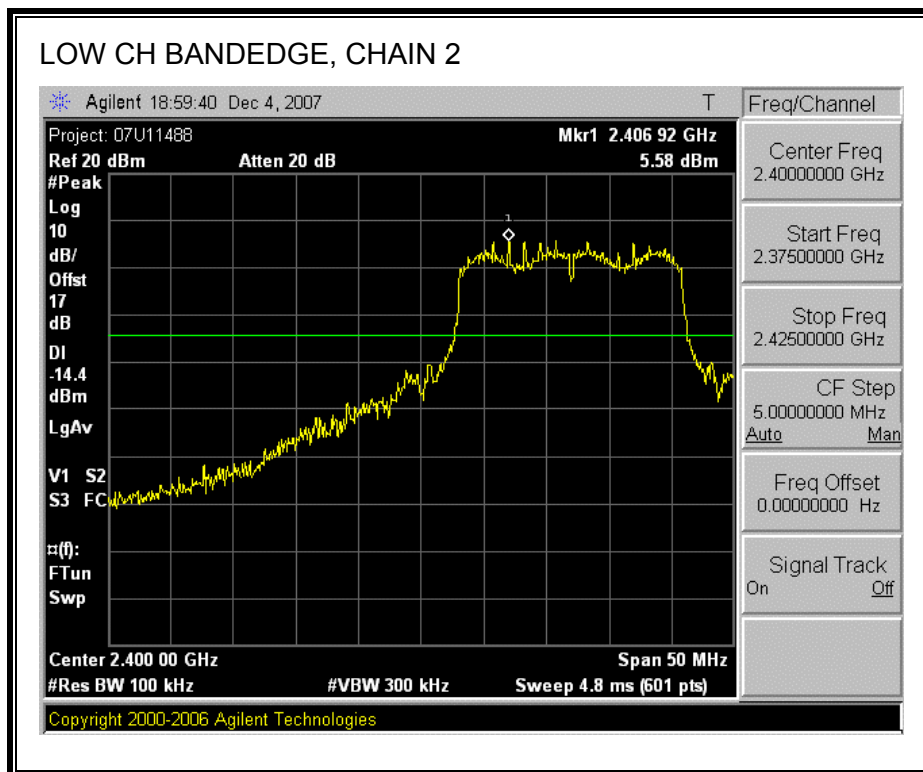 LOW CH BANDEDGE, CHAIN 2
Agilent 18:59:40 Dec 4, 2007 T
Freq/Channel
Project: 07U11488 Mkr1 2.406 92 GHz
Ref 20 dBm Atten 20 dB 5.58 dBm
#Peak
Log
10
dB/
Offst
17
dB
DI
-14.4
dBm
LgAv
V1 S2
S3 FC
¤(f):
FTun
Swp
1
Center 2.400 00 GHz Span 50 MHz
#Res BW 100 kHz #VBW 300 kHz Sweep 4.8 ms (601 pts)
Copyright 2000-2006 Agilent Technologies
Center Freq
2.40000000 GHz
Start Freq
2.37500000 GHz
Stop Freq
2.42500000 GHz
CF Step
5.00000000 MHz
Auto Man
Freq Offset
0.00000000 Hz
Signal Track
On Off